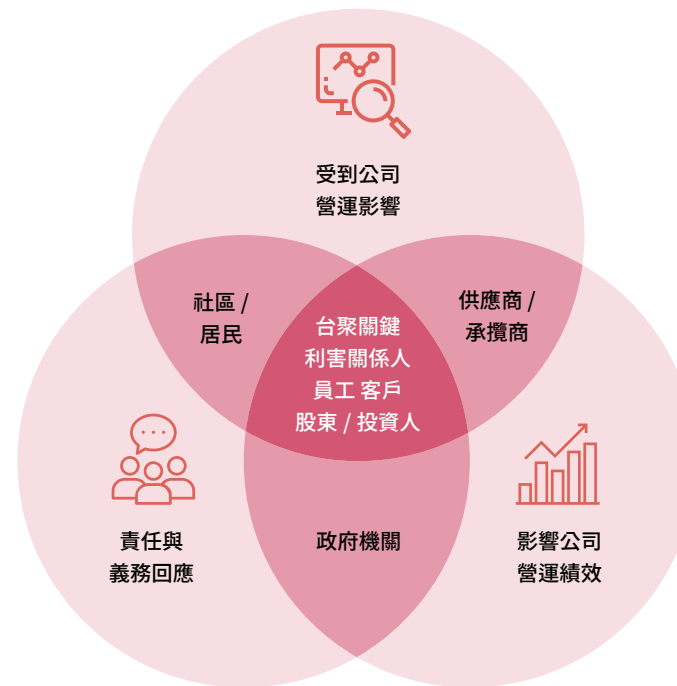 受到公司
營運影響
社區 /
居民
供應商 /
承攬商
台聚關鍵
利害關係人
員工 客戶
股東 / 投資人
責任與
義務回應
政府機關
影響公司
營運績效